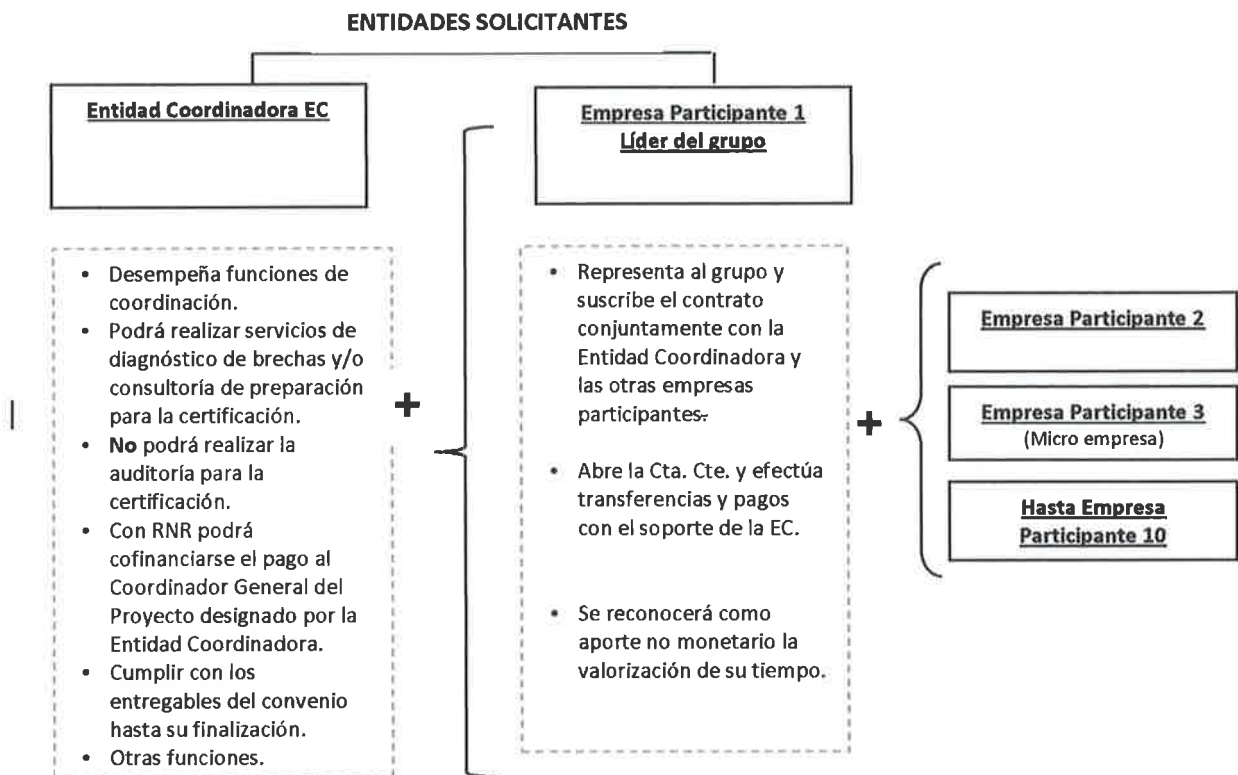 ENTIDADES SOLICITANTES
Entidad Coordinadora EC
Empresa Participante 1
Líder del grupo
• Desempeña funciones de
coordinación.
• Podrá realizar servicios de
diagnóstico de brechas y/o
consultoría de preparación
para la certificación.
• No podrá realizar la
auditoría para la
certificación.
• Con RNR podrá
cofinanciarse el pago al
Coordinador General del
Proyecto designado por la
Entidad Coordinadora.
• Cumplir con los
entregables del convenio
hasta su finalización.
• Otras funciones.
+
• Representa al grupo y
suscribe el contrato
conjuntamente con la
Entidad Coordinadora y
las otras empresas
participantes.
• Abre la Cta. Cte. y efectúa
transferencias y pagos
con el soporte de la EC.
• Se reconocerá como
aporte no monetario la
valorización de su tiempo.
+
Empresa Participante 2
Empresa Participante 3
(Micro empresa)
Hasta Empresa
Participante 10